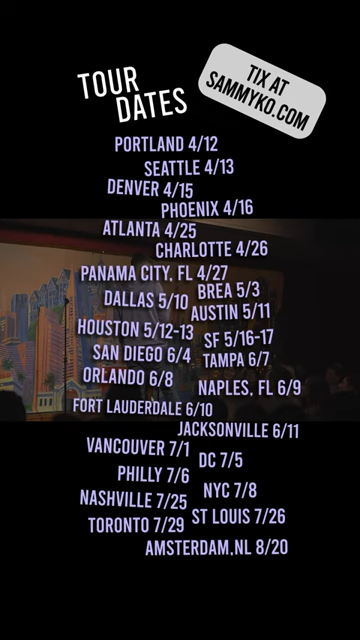 TOUR
DATES
TIX AT
SAMMYKO.COM
PORTLAND 4/12
SEATTLE 4/13
DENVER 4/15
PHOENIX 4/16
ATLANTA 4/25
CHARLOTTE 4/26
PANAMA CITY, FL 4/27
BREA 5/3
DALLAS 5/10
AUSTIN 5/11
HOUSTON 5/12-13
SF 5/16-17
SAN DIEGO 6/4
TAMPA 6/7
ORLANDO 6/8
NAPLES, FL 6/9
FORT LAUDERDALE 6/10
JACKSONVILLE 6/11
VANCOUVER 7/1
DC 7/5
PHILLY 7/6
NYC 7/8
NASHVILLE 7/25
ST LOUIS 7/26
TORONTO 7/29
AMSTERDAM,NL 8/20